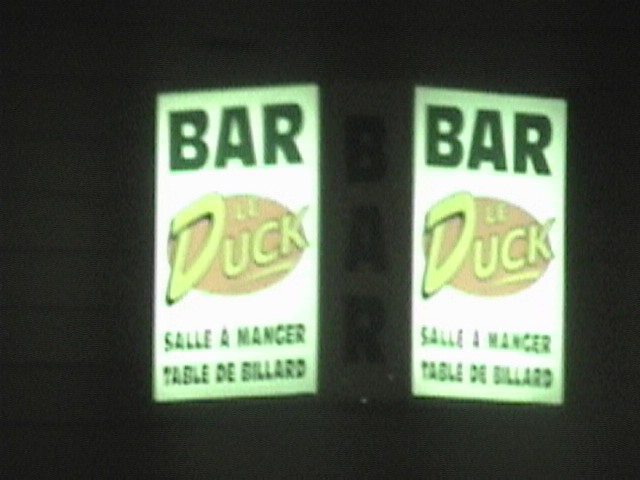 BAR
LE
DUCK
SALLE À MANGER
TABLE DE BILLARD
BAR
BAR
LE
DUCK
SALLE À MANGER
TABLE DE BILLARD